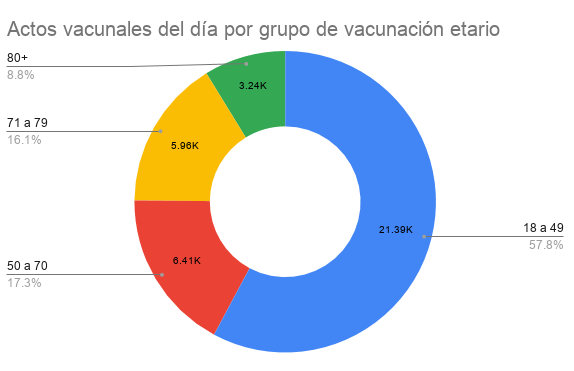 Actos vacunales del día por grupo de vacunación etario
80+
8.8%
3.24K
71 a 79
16.1%
5.96K
18 a 49
57.8%
21.39K
50 a 70
17.3%
6.41K